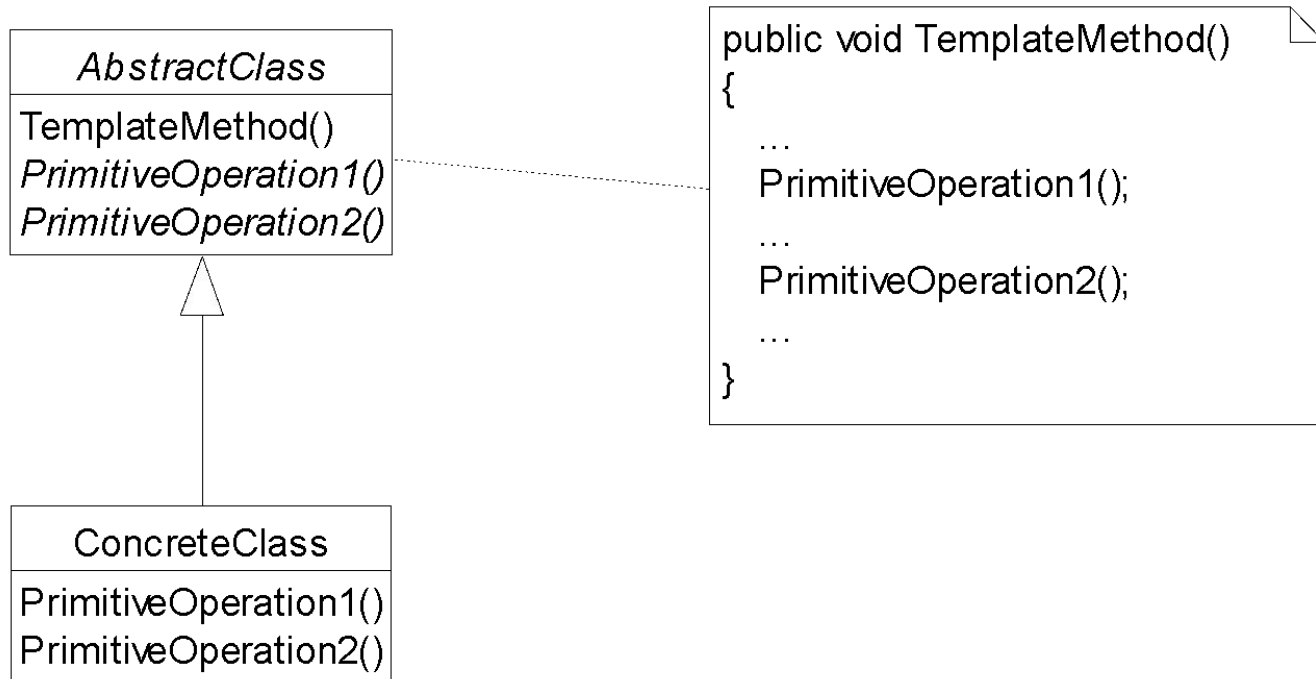 AbstractClass
TemplateMethod()
PrimitiveOperation1()
PrimitiveOperation2()
public void TemplateMethod()
{
...
PrimitiveOperation1();
...
PrimitiveOperation2();
...
}
ConcreteClass
PrimitiveOperation1()
PrimitiveOperation2()